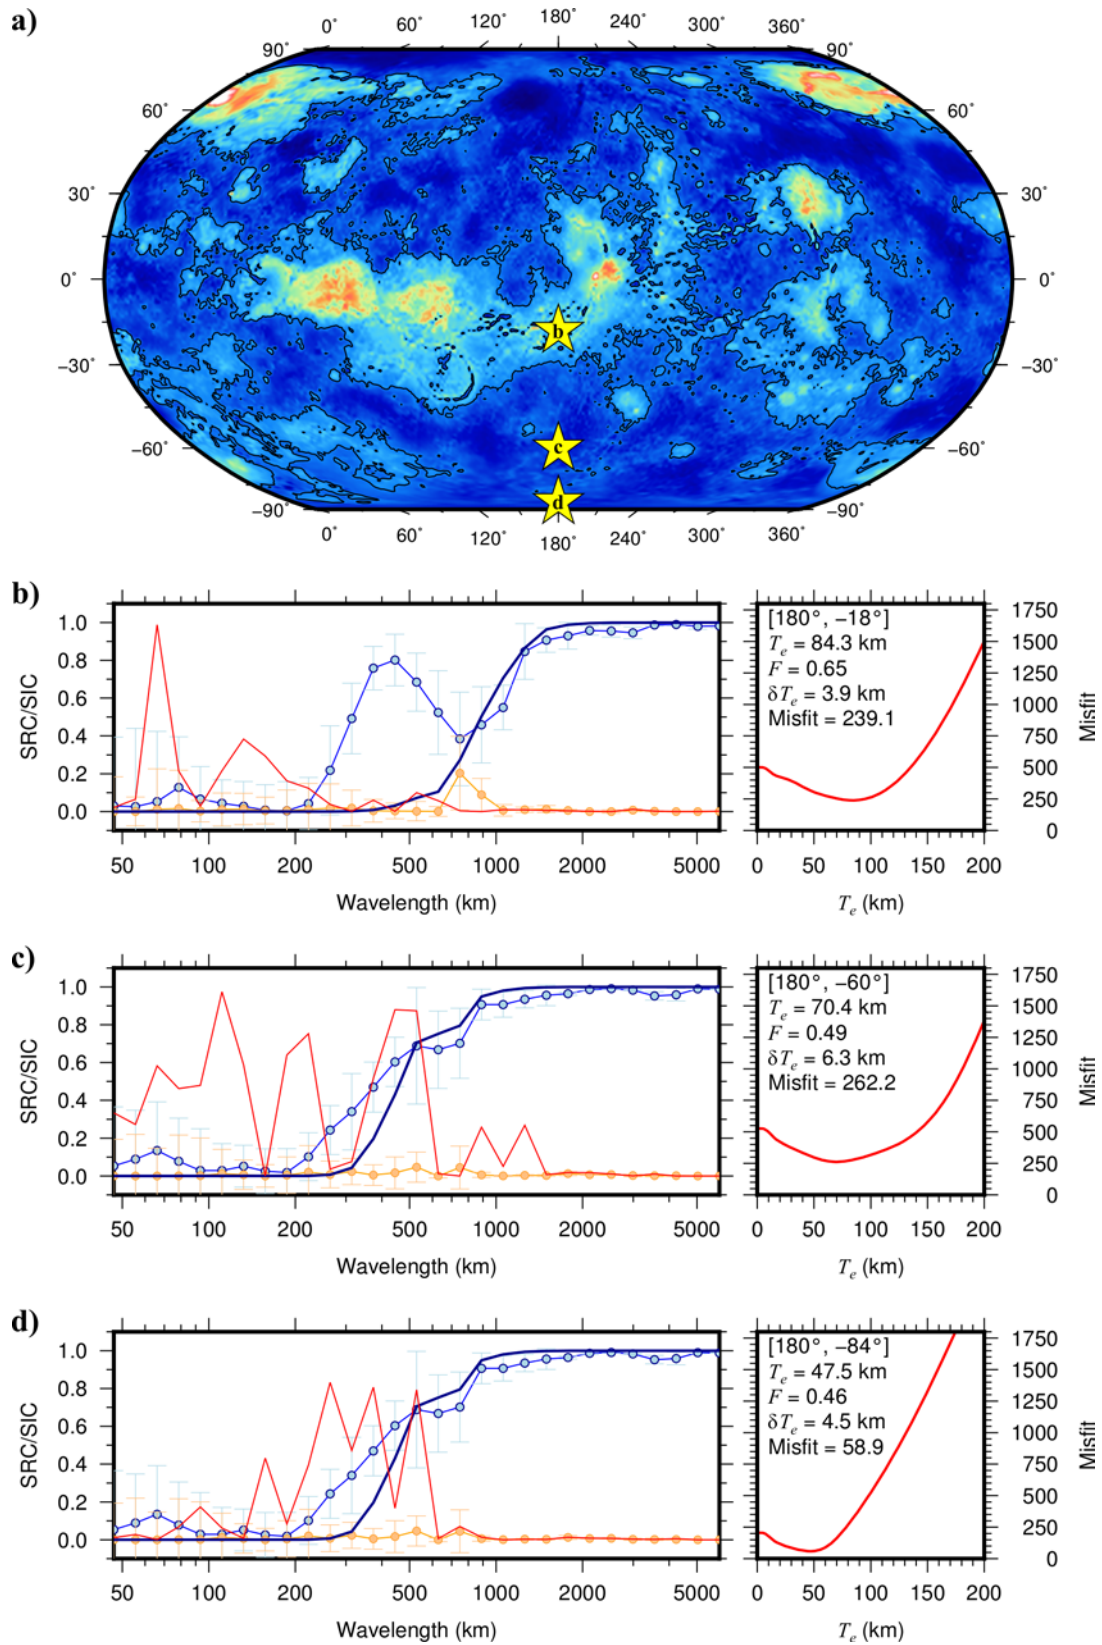 a)
0° 60° 120° 180° 240° 300° 360°
90° 90°
60° 60°
30° 30°
0° 0°
b
−30° −30°
c
−60° −60°
d
−90° −90°
0° 60° 120° 180° 240° 300° 360°
b)
SRC/SIC
1.0
0.8
0.6
0.4
0.2
0.0
50 100 200 500 1000 2000 5000
Wavelength (km)
[180°, −18°]
Te = 84.3 km
F = 0.65
δTe = 3.9 km
Misfit = 239.1
1750
1500
1250
1000
750
500
250
0
Misfit
0 50 100 150 200
Te (km)
c)
SRC/SIC
1.0
0.8
0.6
0.4
0.2
0.0
50 100 200 500 1000 2000 5000
Wavelength (km)
[180°, −60°]
Te = 70.4 km
F = 0.49
δTe = 6.3 km
Misfit = 262.2
1750
1500
1250
1000
750
500
250
0
Misfit
0 50 100 150 200
Te (km)
d)
SRC/SIC
1.0
0.8
0.6
0.4
0.2
0.0
50 100 200 500 1000 2000 5000
Wavelength (km)
[180°, −84°]
Te = 47.5 km
F = 0.46
δTe = 4.5 km
Misfit = 58.9
1750
1500
1250
1000
750
500
250
0
Misfit
0 50 100 150 200
Te (km)